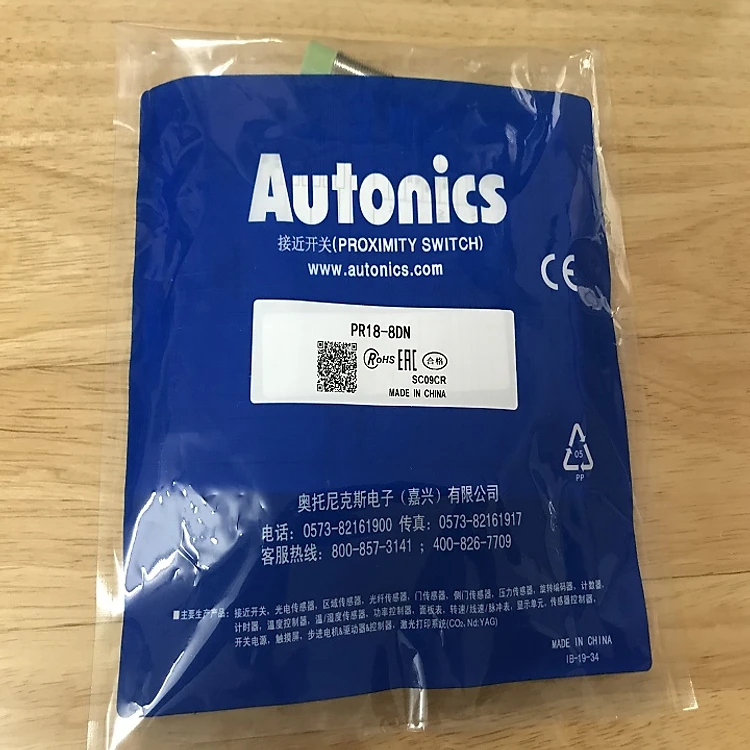 Autonics
接近开关(PROXIMITY SWITCH)
www.autonics.com
CE
PR18-8DN
RoHS EAC 合格
SC09CR
MADE IN CHINA
05
PP
奥托尼克斯电子（嘉兴）有限公司
电话：0573-82161900 传真：0573-82161917
客服热线：800-857-3141 ；400-826-7709
■主要生产产品：接近开关、光电传感器、区域传感器、光纤传感器、门传感器、侧门传感器、压力传感器、旋转编码器、计数器、
计时器、温度控制器、温/湿度传感器、功率控制器、面板表、转速/线速/脉冲表、显示单元、传感器控制器、
开关电源、触摸屏、步进电机&驱动器&控制器、激光打印系统(CO₂, Nd:YAG)
MADE IN CHINA
IB-19-34